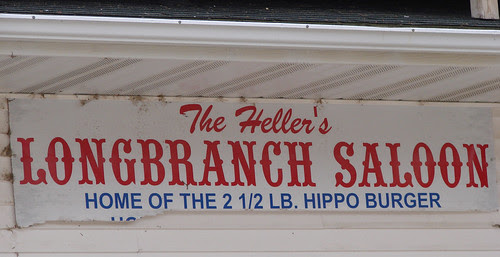 The Heller's
LONGBRANCH SALOON
HOME OF THE 2 1/2 LB. HIPPO BURGER